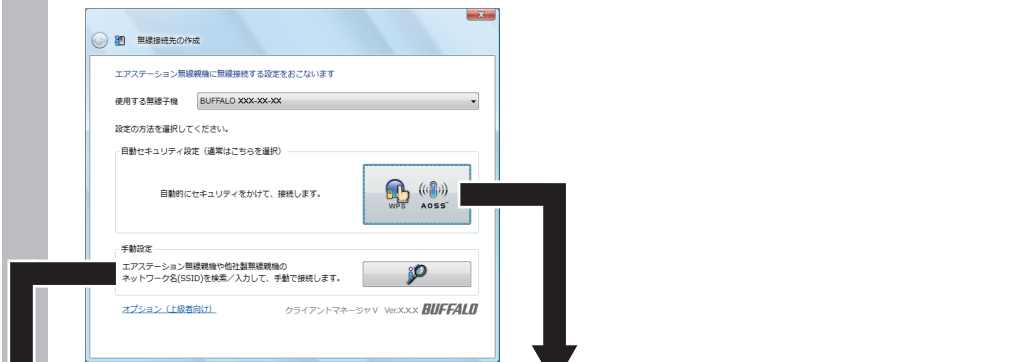 無線接続先の作成
エアステーション無線親機に無線接続する設定をおこないます
使用する無線子機 BUFFALO XXX-XX-XX
設定の方法を選択してください。
自動セキュリティ設定（通常はこちらを選択）
自動的にセキュリティをかけて、接続します。
WPS AOSS™
手動設定
エアステーション無線親機や他社製無線親機の
ネットワーク名(SSID)を検索／入力して、手動で接続します。
オプション（上級者向け） クライアントマネージャV Ver.X.X.X BUFFALO